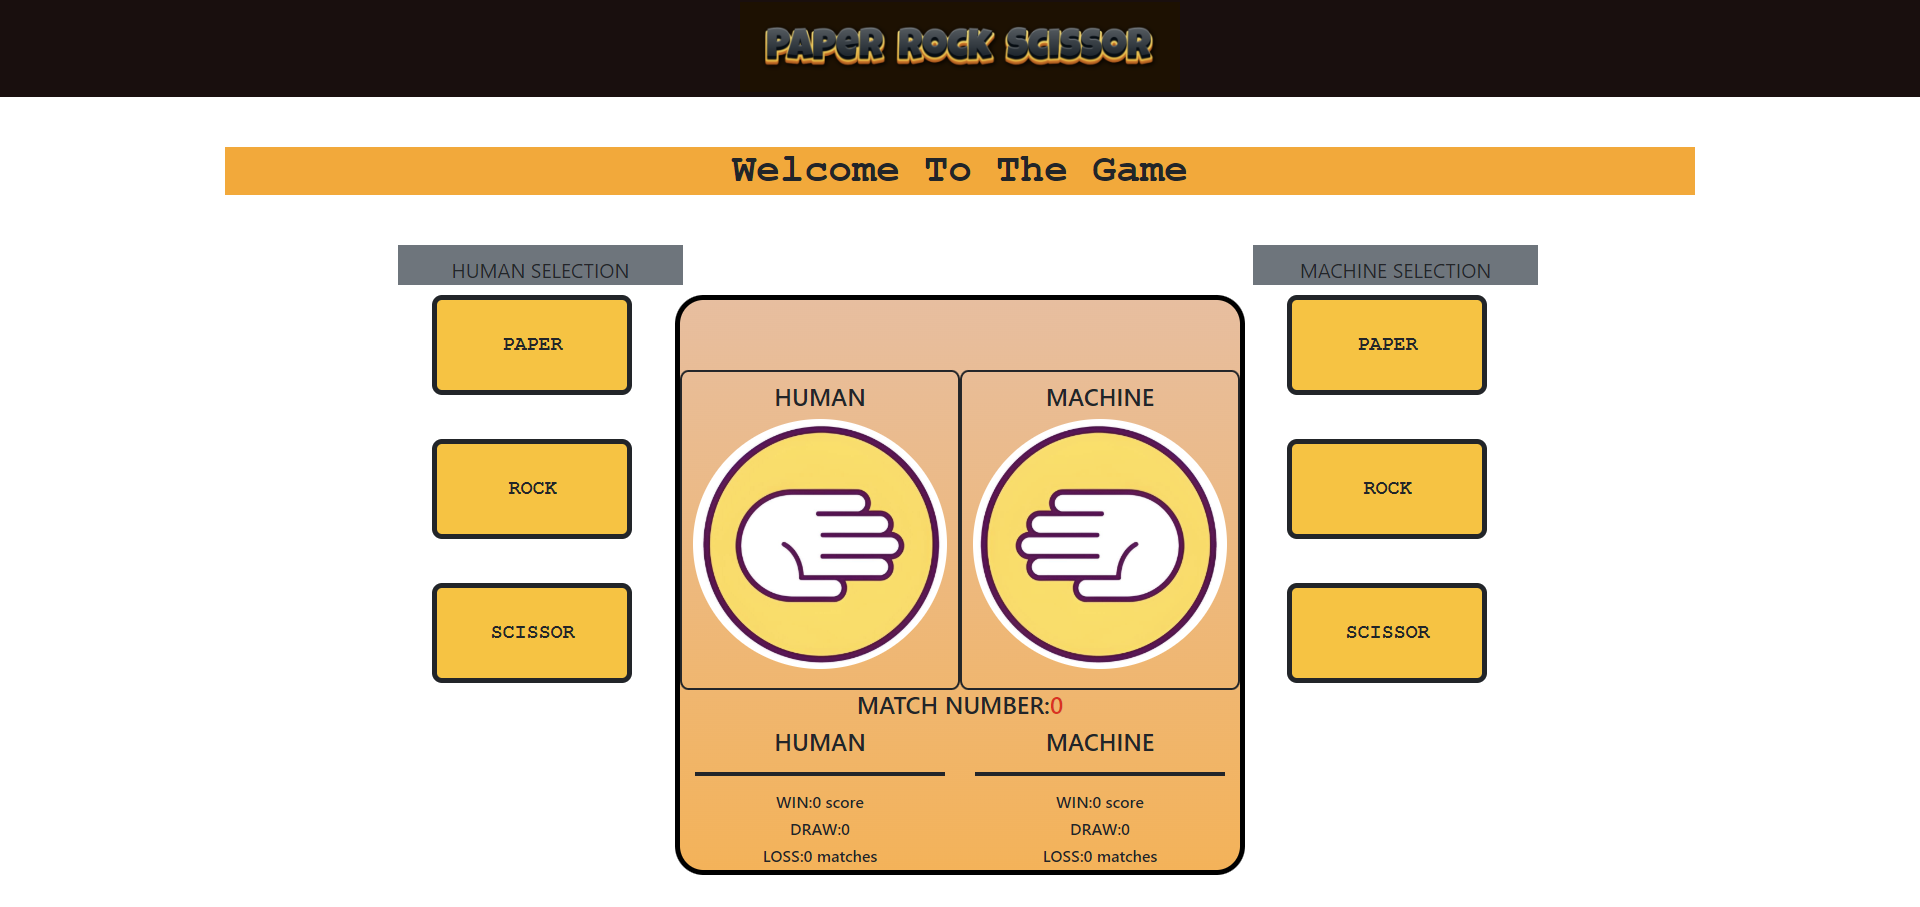 PAPER ROCK SCISSOR
Welcome To The Game
HUMAN SELECTION
PAPER
ROCK
SCISSOR
HUMAN
MACHINE
MATCH NUMBER:0
HUMAN
WIN:0 score
DRAW:0
LOSS:0 matches
MACHINE
WIN:0 score
DRAW:0
LOSS:0 matches
MACHINE SELECTION
PAPER
ROCK
SCISSOR